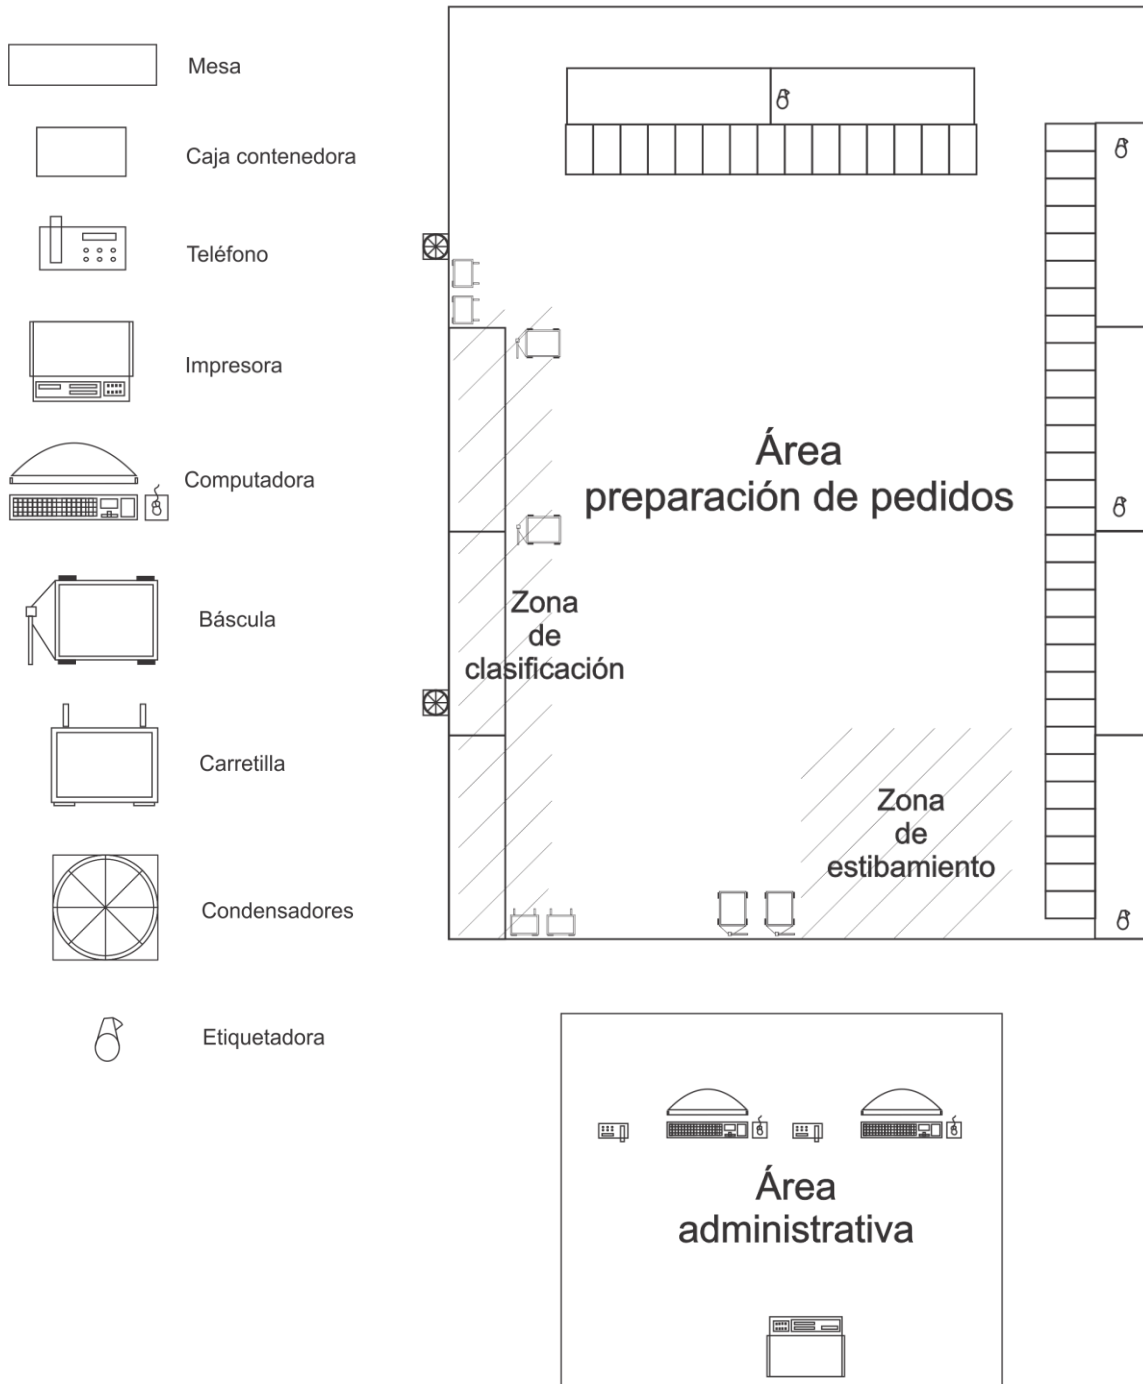 Mesa
Caja contenedora
Teléfono
Impresora
Computadora
Báscula
Carretilla
Condensadores
Etiquetadora
Área
preparación de pedidos
Zona
de
clasificación
Zona
de
estibamiento
Área
administrativa